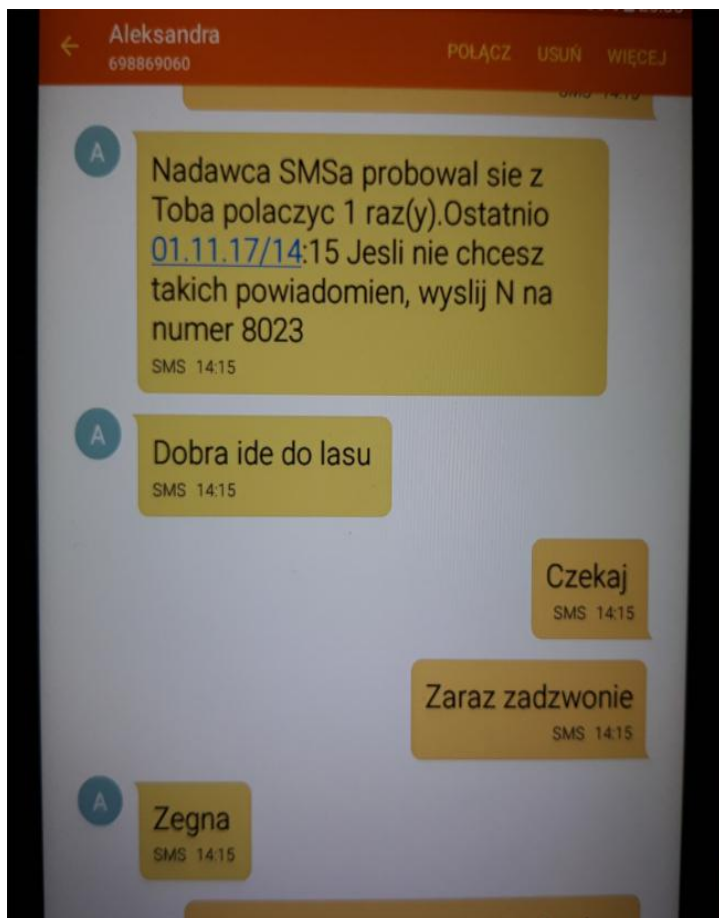 Aleksandra
698869060
POŁĄCZ USUŃ WIĘCEJ
Nadawca SMSa probowal sie z
Toba polaczyc 1 raz(y).Ostatnio
01.11.17/14:15 Jesli nie chcesz
takich powiadomien, wyslij N na
numer 8023
SMS 14:15
A
Dobra ide do lasu
SMS 14:15
A
Czekaj
SMS 14:15
Zaraz zadzwonie
SMS 14:15
A
Zegna
SMS 14:15